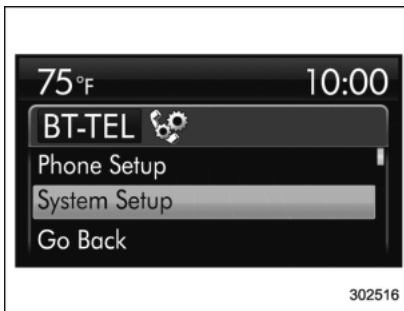 75°F 10:00
BT-TEL
Phone Setup
System Setup
Go Back
302516